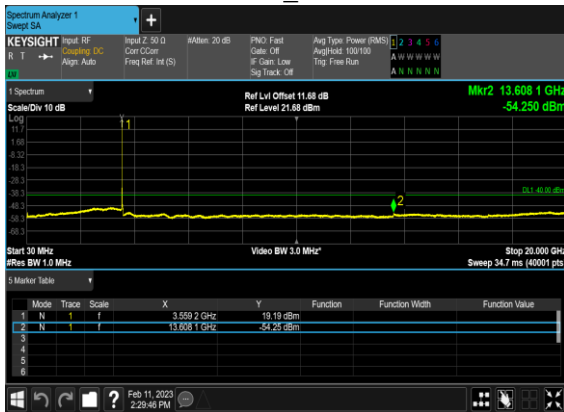 Spectrum Analyzer 1
Swept SA
KEYSIGHT Input: RF Input Z: 50 Ω #Atten: 20 dB PNO: Fast Avg Type: Power (RMS) 1 2 3 4 5 6
R T Coupling: DC Corr CCorr Gate: Off Avg|Hold: 100/100 A W W W W W
Align: Auto Freq Ref: Int (S) IF Gain: Low Trig: Free Run
Sig Track: Off A N N N N N
1 Spectrum
Scale/Div 10 dB
Ref Lvl Offset 11.68 dB
Ref Level 21.68 dBm
Mkr2 13.608 1 GHz
-54.250 dBm
Log
11.7
1.68
-8.32
-18.3
-28.3
-38.3
-48.3
-58.3
-68.3
1
2
DL1 -40.00 dBm
Start 30 MHz Video BW 3.0 MHz* Stop 20.000 GHz
#Res BW 1.0 MHz Sweep 34.7 ms (40001 pts)
5 Marker Table
Mode Trace Scale X Y Function Function Width Function Value
1 N 1 f 3.559 2 GHz 19.19 dBm
2 N 1 f 13.608 1 GHz -54.25 dBm
3
4
5
6
? Feb 11, 2023
2:29:46 PM